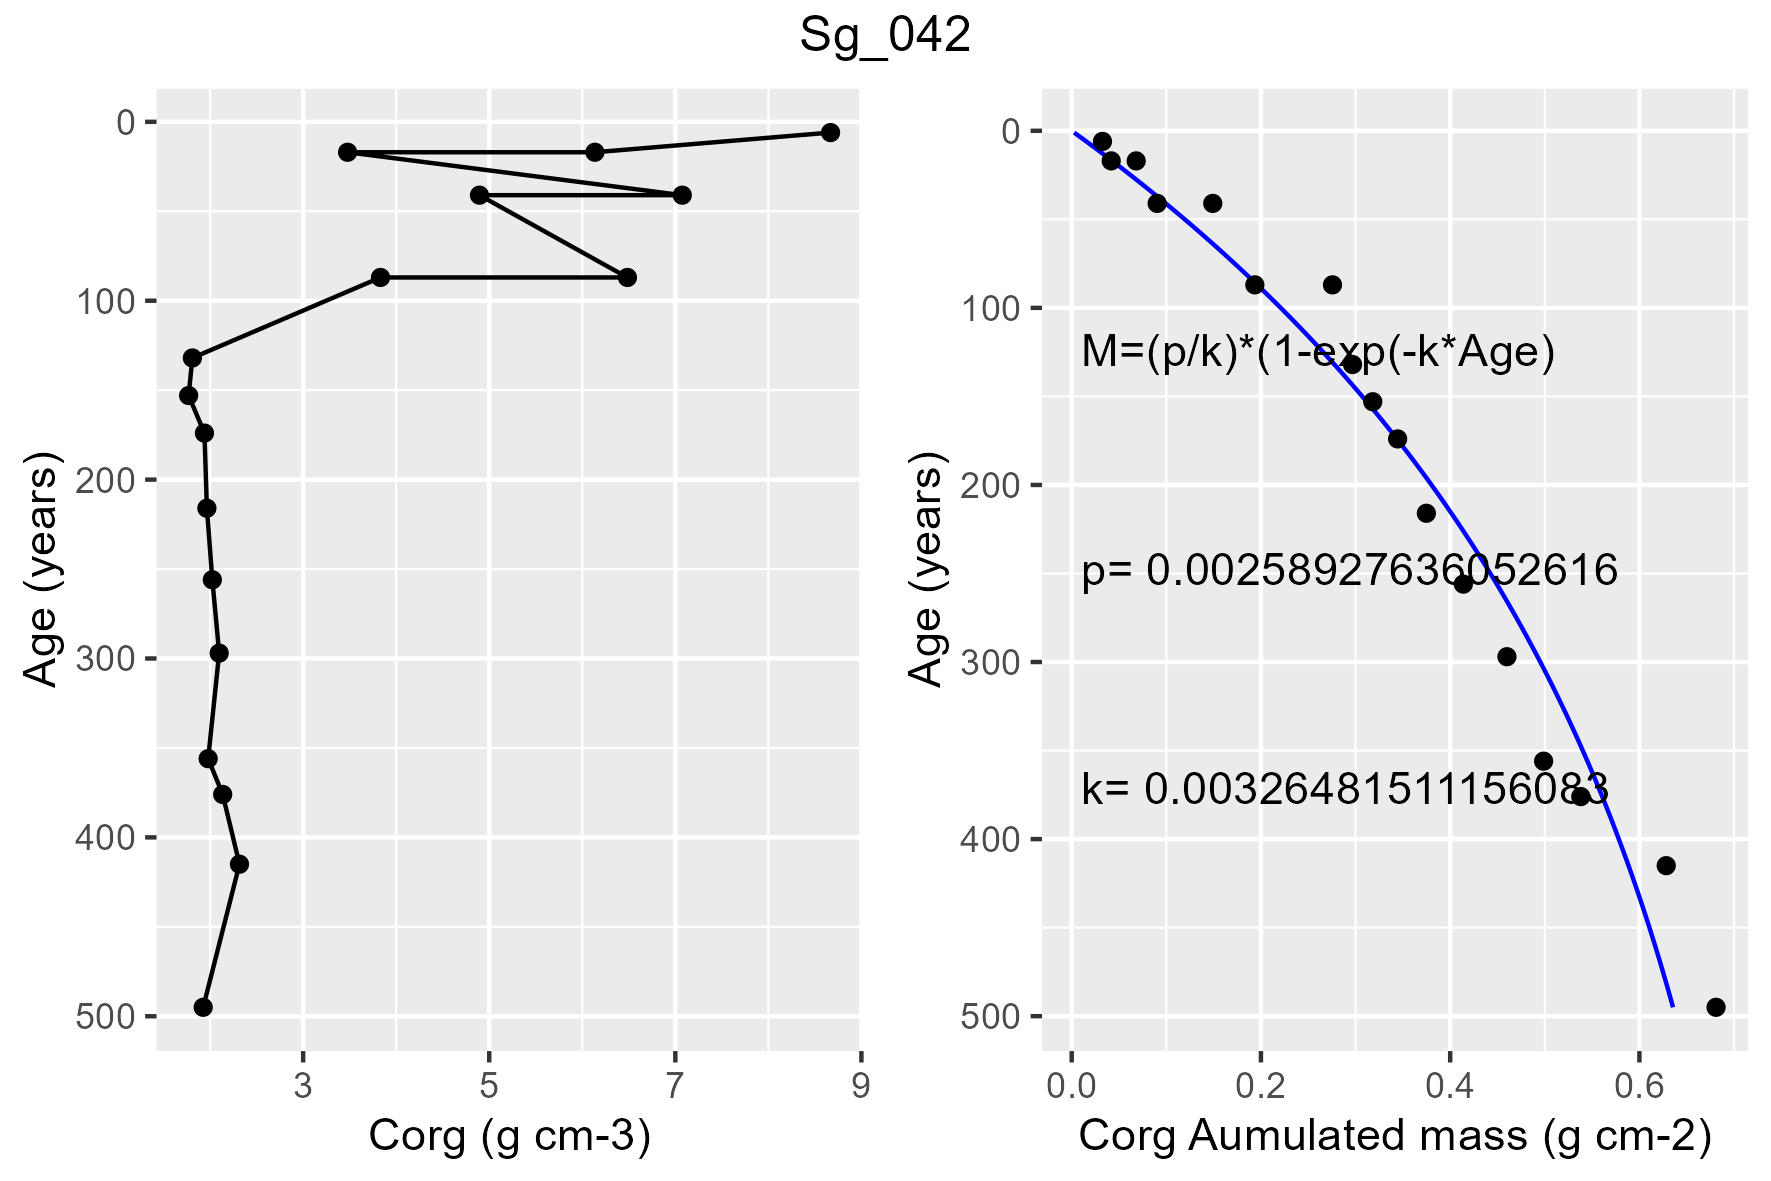 Sg_042
0
100
200
300
400
500
Age (years)
3 5 7 9
Corg (g cm-3)
0
100
200
300
400
500
Age (years)
M=(p/k)*(1-exp(-k*Age)
p= 0.00258927636052616
k= 0.00326481511156083
0.0 0.2 0.4 0.6
Corg Aumulated mass (g cm-2)